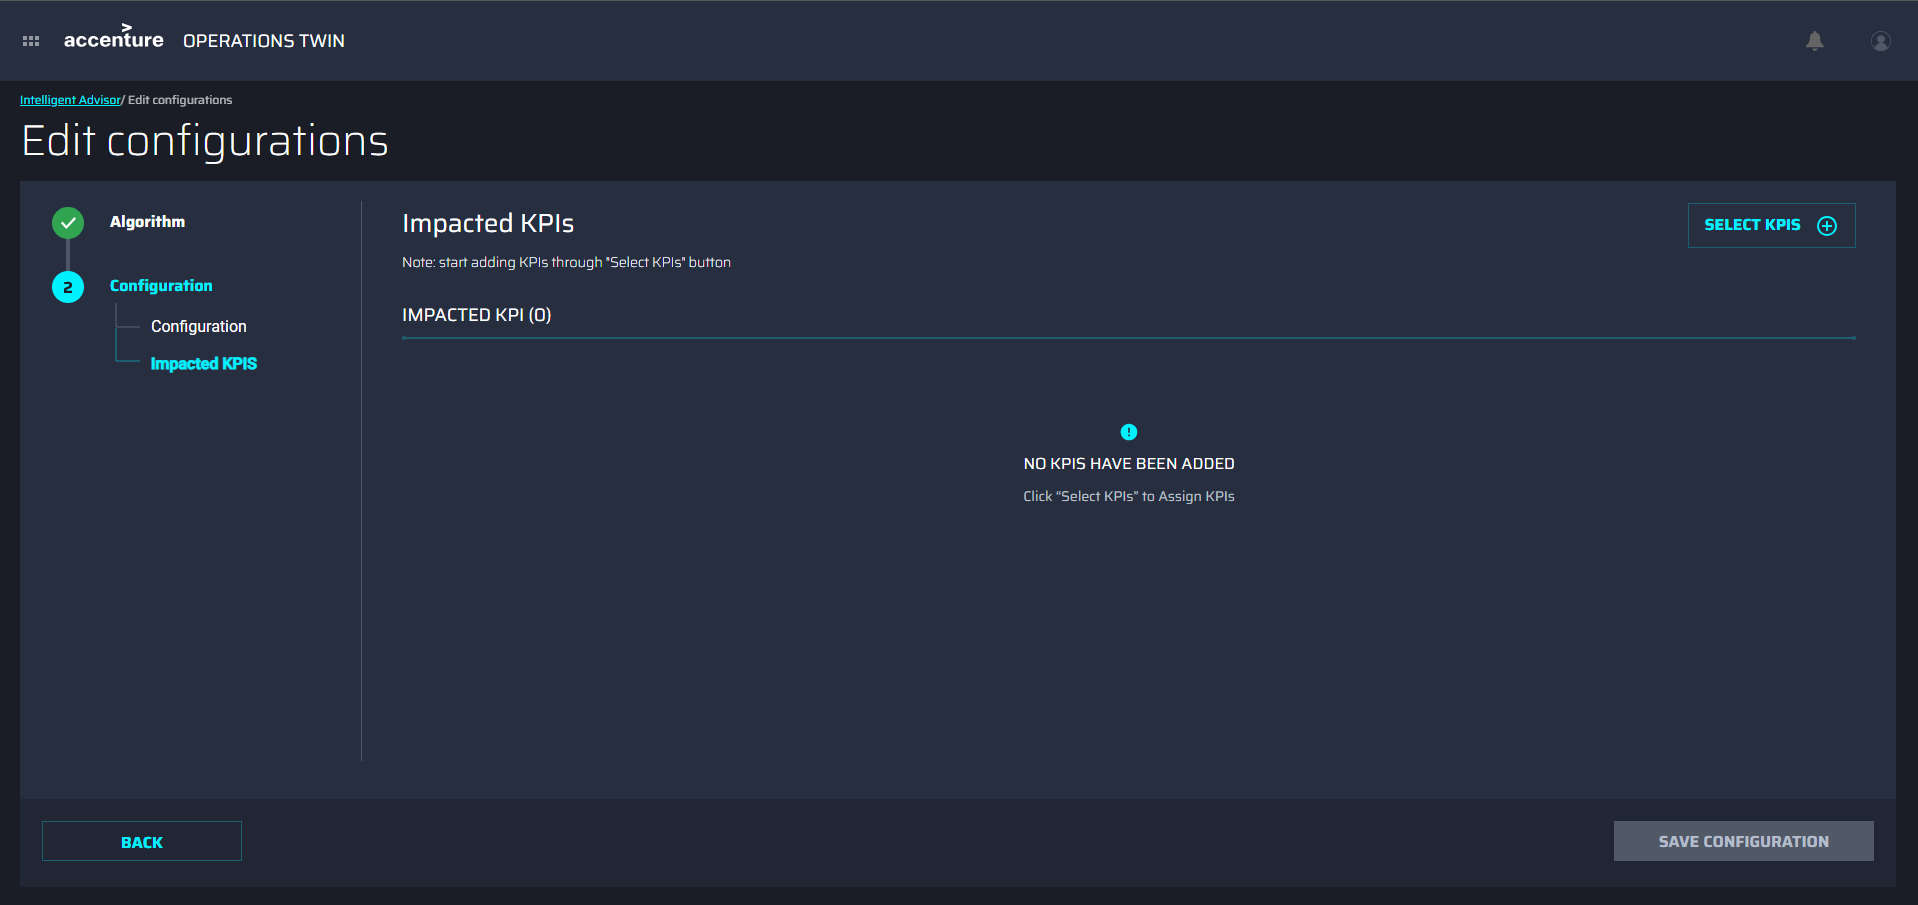 accenture OPERATIONS TWIN
Intelligent Advisor/ Edit configurations
Edit configurations
Algorithm
2 Configuration
Configuration
Impacted KPIS
Impacted KPIs
SELECT KPIS
Note: start adding KPIs through "Select KPIs" button
IMPACTED KPI (0)
NO KPIS HAVE BEEN ADDED
Click “Select KPIs” to Assign KPIs
BACK
SAVE CONFIGURATION